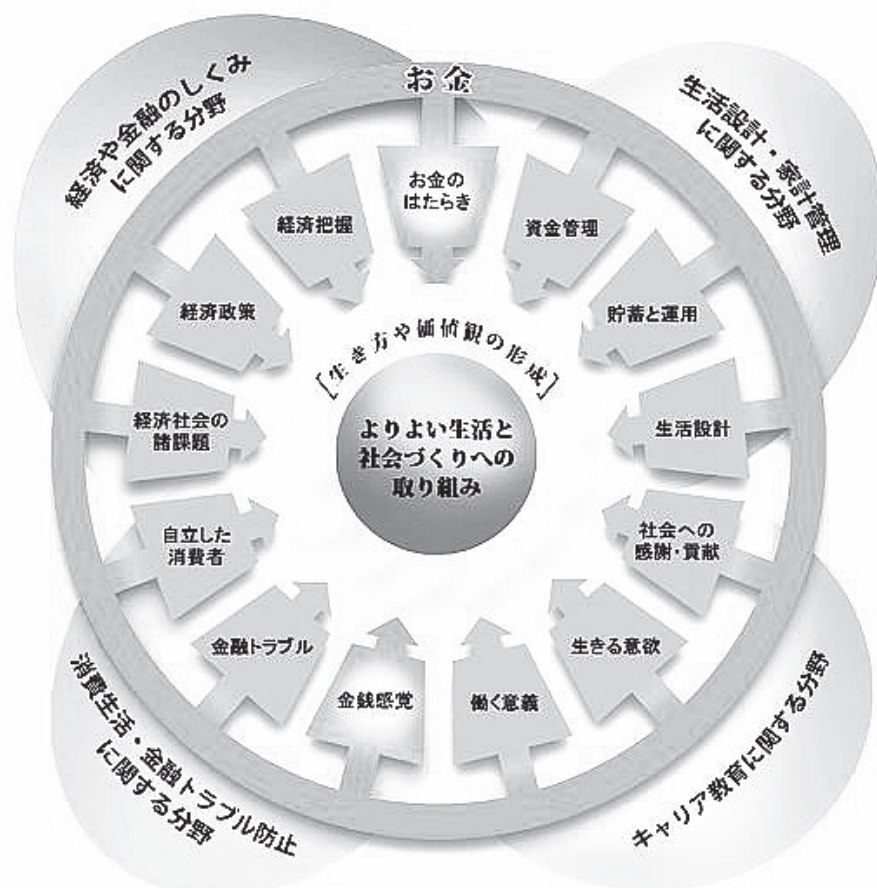 お金
経済や金融のしくみ
に関する分野
生活設計・家計管理
に関する分野
お金の
はたらき
経済把握
資金管理
経済政策
貯蓄と運用
[生き方や価値観の形成]
経済社会の
諸課題
よりよい生活と
社会づくりへの
取り組み
生活設計
自立した
消費者
社会への
感謝・貢献
金融トラブル
生きる意欲
金銭感覚
働く意義
消費生活・金融トラブル防止
に関する分野
キャリア教育に関する分野